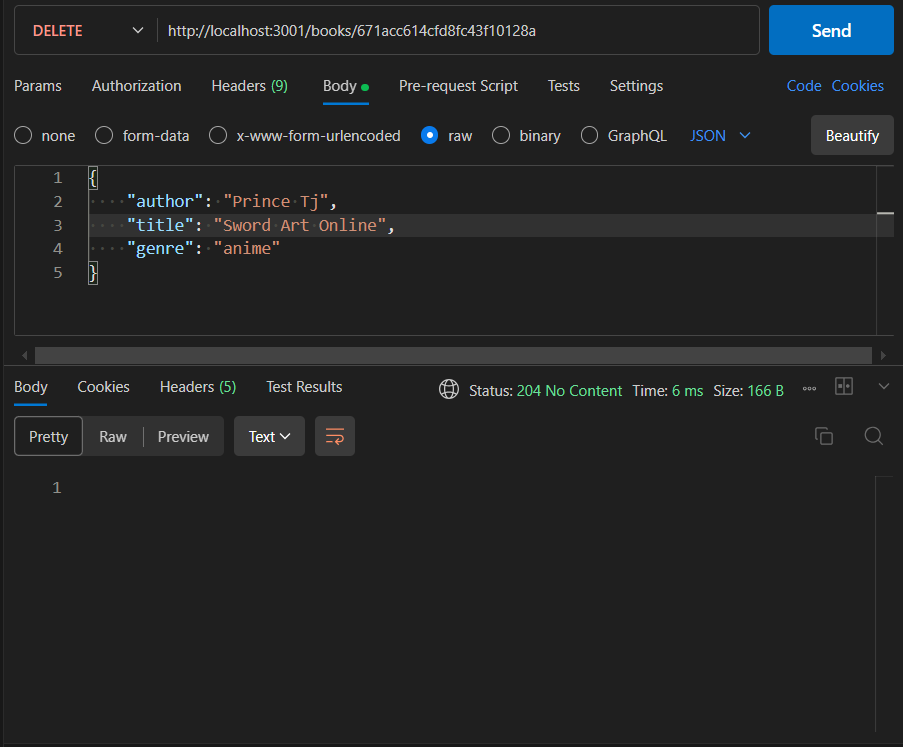 DELETE http://localhost:3001/books/671acc614cfd8fc43f10128a Send
Params Authorization Headers (9) Body Pre-request Script Tests Settings Code Cookies
none form-data x-www-form-urlencoded raw binary GraphQL JSON Beautify
1 {
2 ····"author":·"Prince·Tj",
3 ····"title":·"Sword·Art·Online",
4 ····"genre":·"anime"
5 }
Body Cookies Headers (5) Test Results Status: 204 No Content Time: 6 ms Size: 166 B
Pretty Raw Preview Text
1